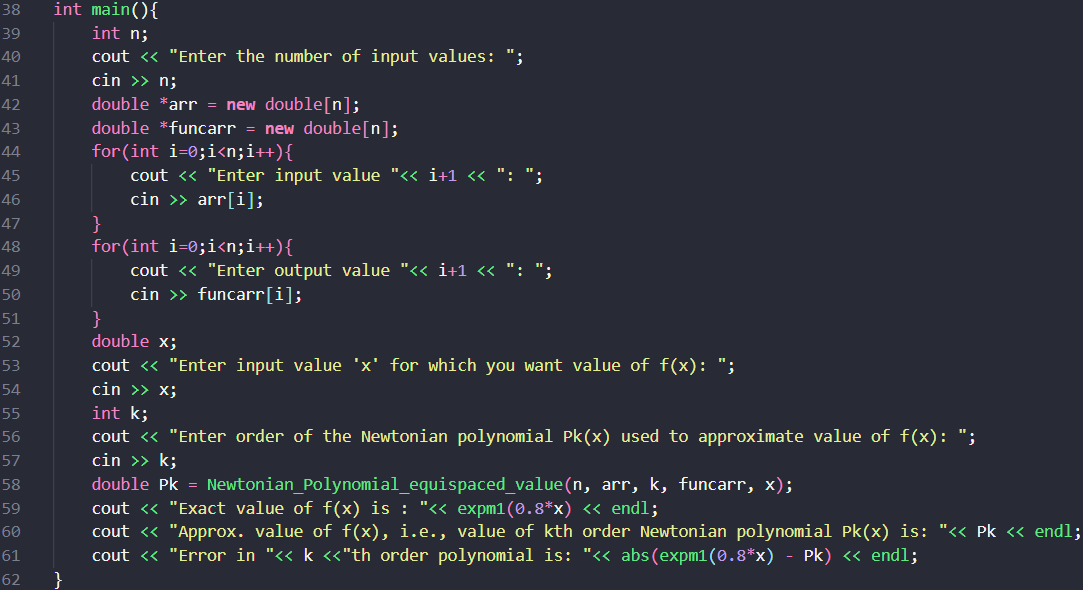 38 int main(){
39 int n;
40 cout << "Enter the number of input values: ";
41 cin >> n;
42 double *arr = new double[n];
43 double *funcarr = new double[n];
44 for(int i=0;i<n;i++){
45 cout << "Enter input value "<< i+1 << ": ";
46 cin >> arr[i];
47 }
48 for(int i=0;i<n;i++){
49 cout << "Enter output value "<< i+1 << ": ";
50 cin >> funcarr[i];
51 }
52 double x;
53 cout << "Enter input value 'x' for which you want value of f(x): ";
54 cin >> x;
55 int k;
56 cout << "Enter order of the Newtonian polynomial Pk(x) used to approximate value of f(x): ";
57 cin >> k;
58 double Pk = Newtonian_Polynomial_equispaced_value(n, arr, k, funcarr, x);
59 cout << "Exact value of f(x) is : "<< expm1(0.8*x) << endl;
60 cout << "Approx. value of f(x), i.e., value of kth order Newtonian polynomial Pk(x) is: "<< Pk << endl;
61 cout << "Error in "<< k <<"th order polynomial is: "<< abs(expm1(0.8*x) - Pk) << endl;
62 }